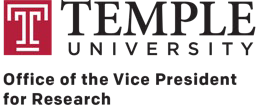 TEMPLE
UNIVERSITY
Office of the Vice President
for Research